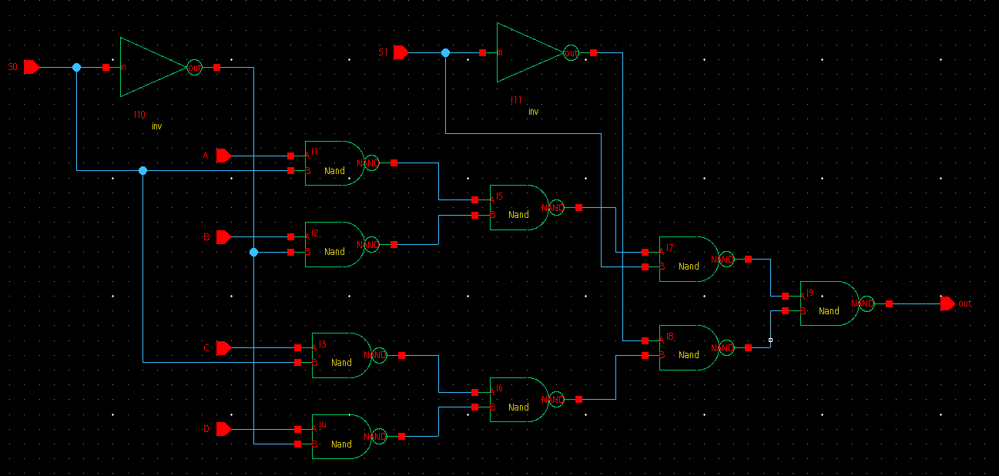 S0
in
out
I10
inv
S1
in
out
I11
inv
A
A
I1
B
Nand
NAND
B
A
I2
B
Nand
NAND
A
I5
B
Nand
NAND
C
A
I3
B
Nand
NAND
D
A
I4
B
Nand
NAND
A
I6
B
Nand
NAND
A
I7
B
Nand
NAND
A
I8
B
Nand
NAND
A
I9
B
Nand
NAND
out